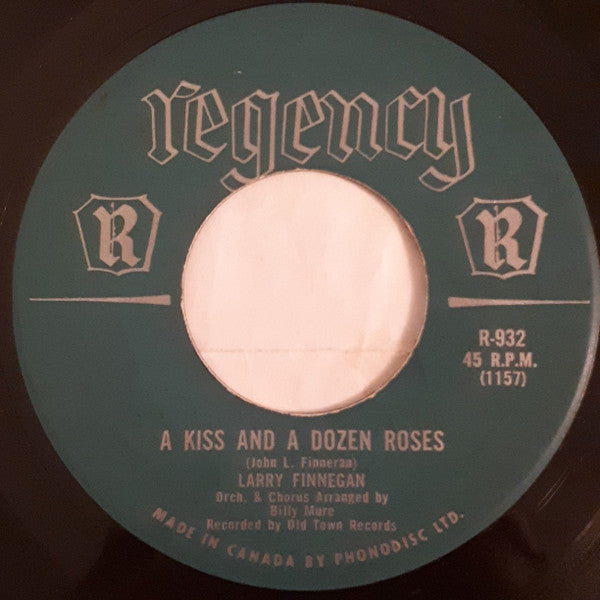 regency
R R
R-932
45 R.P.M.
(1157)
A KISS AND A DOZEN ROSES
(John L. Finneran)
LARRY FINNEGAN
Orch. & Chorus Arranged by
Billy Mure
Recorded by Old Town Records
MADE IN CANADA BY PHONODISC LTD.